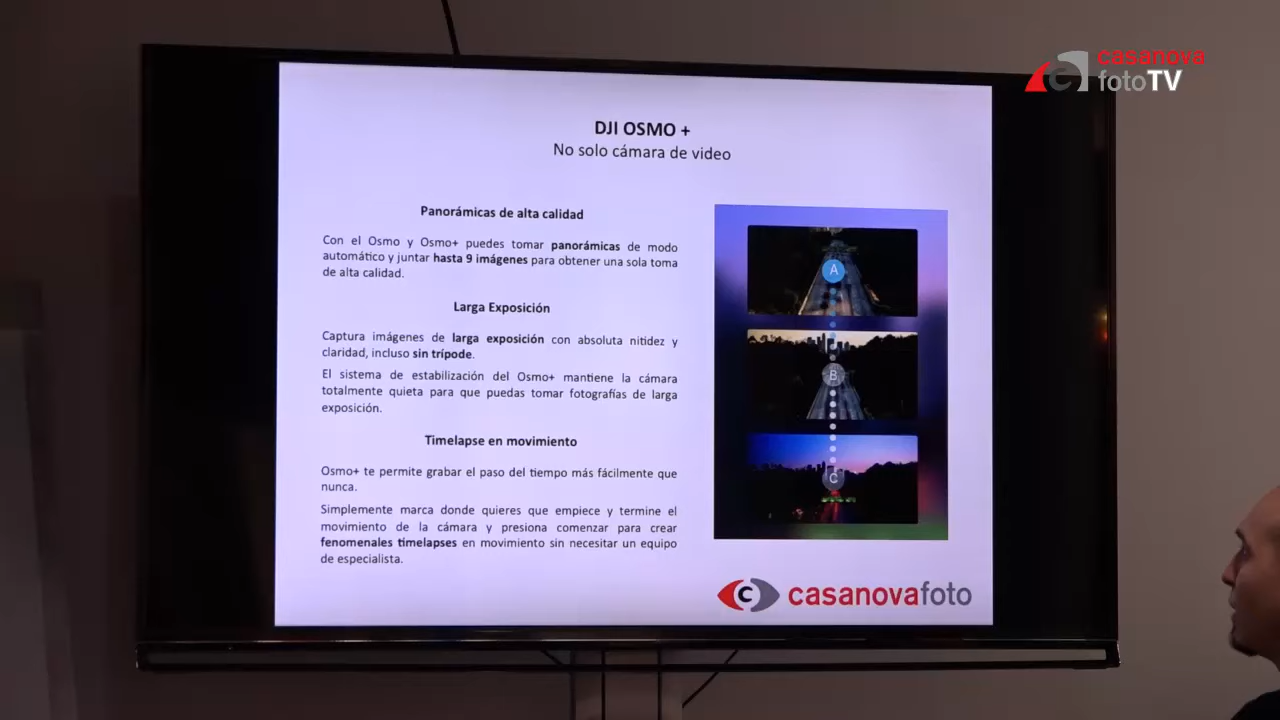 casanova
fotoTV
DJI OSMO +
No solo cámara de video
Panorámicas de alta calidad
Con el Osmo y Osmo+ puedes tomar panorámicas de modo
automático y juntar hasta 9 imágenes para obtener una sola toma
de alta calidad.
Larga Exposición
Captura imágenes de larga exposición con absoluta nitidez y
claridad, incluso sin trípode.
El sistema de estabilización del Osmo+ mantiene la cámara
totalmente quieta para que puedas tomar fotografías de larga
exposición.
Timelapse en movimiento
Osmo+ te permite grabar el paso del tiempo más fácilmente que
nunca.
Simplemente marca donde quieres que empiece y termine el
movimiento de la cámara y presiona comenzar para crear
fenomenales timelapses en movimiento sin necesitar un equipo
de especialista.
A
B
C
casanovafoto